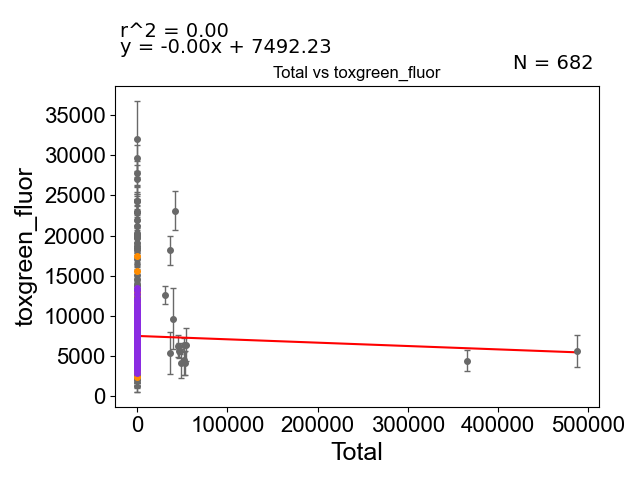 r^2 = 0.00
y = -0.00x + 7492.23
N = 682
Total vs toxgreen_fluor
toxgreen_fluor
35000
30000
25000
20000
15000
10000
5000
0
0 100000 200000 300000 400000 500000
Total